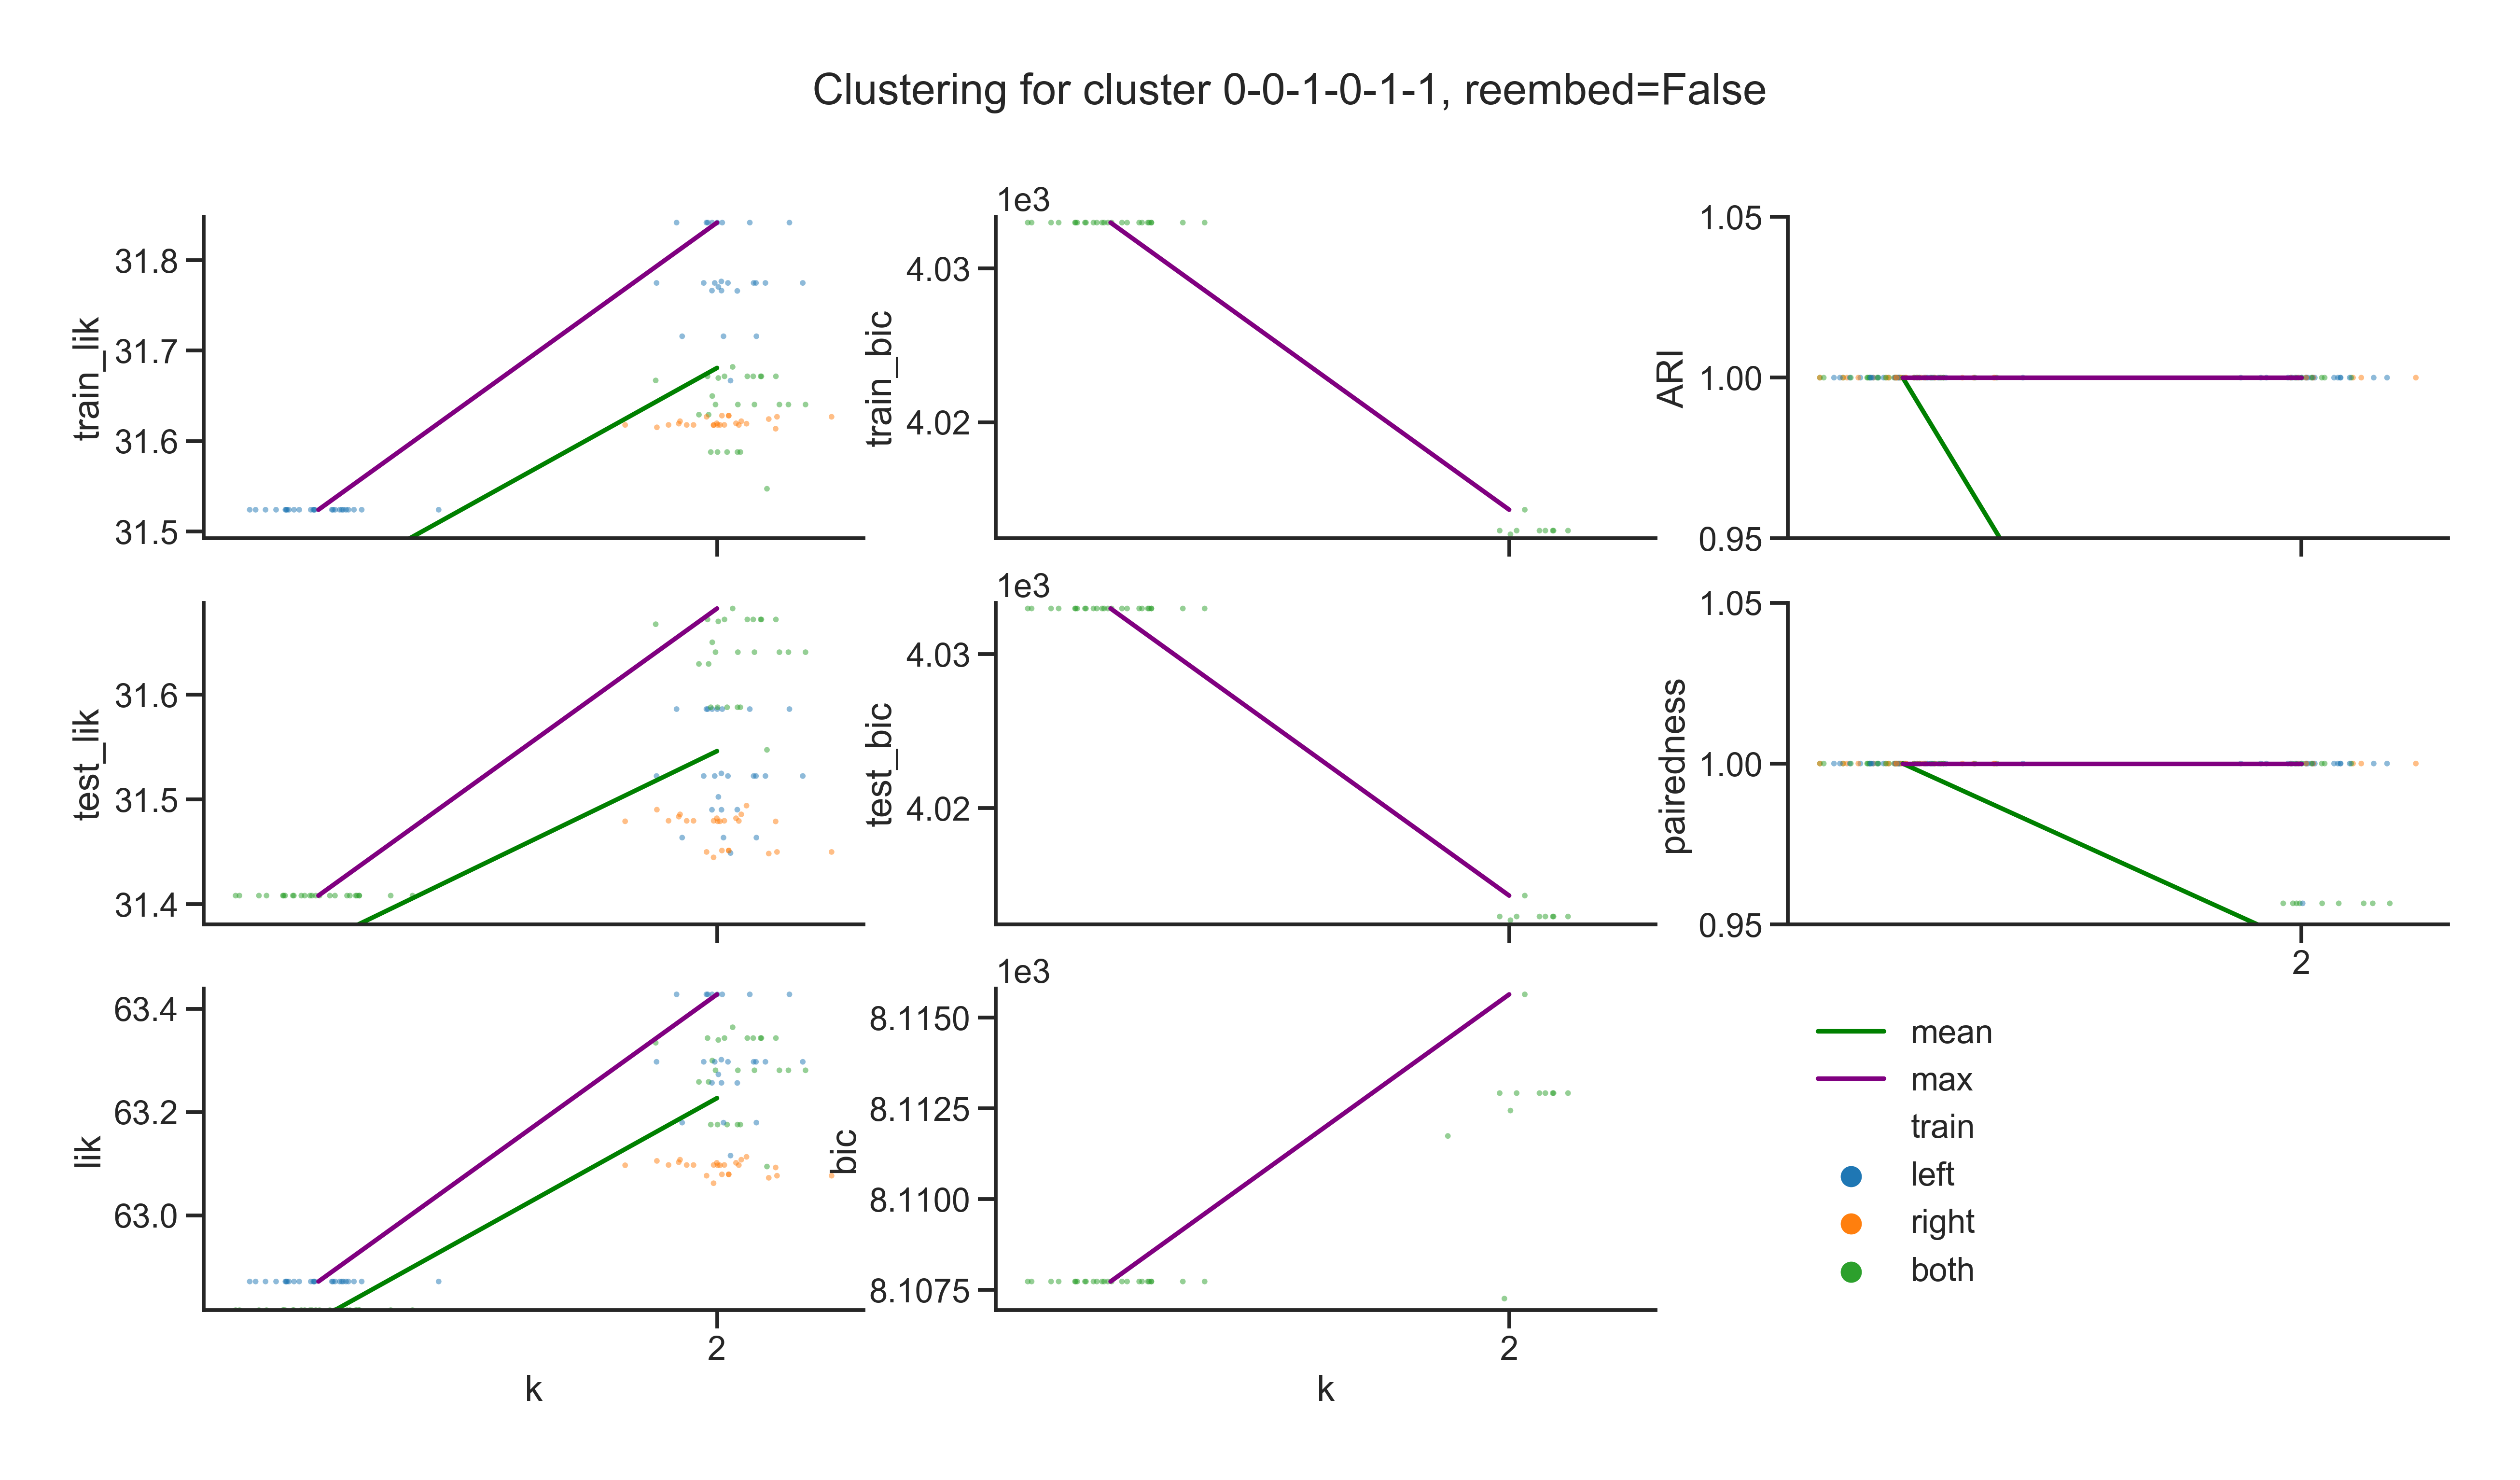 Clustering for cluster 0-0-1-0-1-1, reembed=False
train_lik
31.8
31.7
31.6
31.5
1e3
train_bic
4.03
4.02
ARI
1.05
1.00
0.95
test_lik
31.6
31.5
31.4
1e3
test_bic
4.03
4.02
pairedness
1.05
1.00
0.95
2
lik
63.4
63.2
63.0
2
k
1e3
bic
8.1150
8.1125
8.1100
8.1075
2
k
mean
max
train
left
right
both